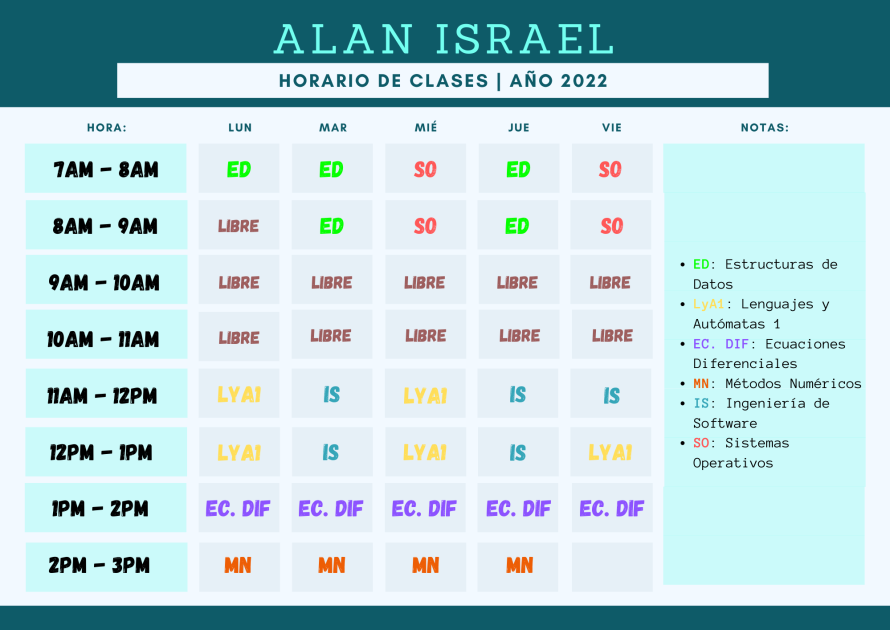 ALAN ISRAEL
HORARIO DE CLASES | AÑO 2022
HORA: LUN MAR MIÉ JUE VIE NOTAS:
7AM - 8AM ED ED SO ED SO
8AM - 9AM LIBRE ED SO ED SO
9AM - 10AM LIBRE LIBRE LIBRE LIBRE LIBRE
10AM - 11AM LIBRE LIBRE LIBRE LIBRE LIBRE
11AM - 12PM LYA1 IS LYA1 IS IS
12PM - 1PM LYA1 IS LYA1 IS LYA1
1PM - 2PM EC. DIF EC. DIF EC. DIF EC. DIF EC. DIF
2PM - 3PM MN MN MN MN
• ED: Estructuras de
Datos
• LyA1: Lenguajes y
Autómatas 1
• EC. DIF: Ecuaciones
Diferenciales
• MN: Métodos Numéricos
• IS: Ingeniería de
Software
• SO: Sistemas
Operativos